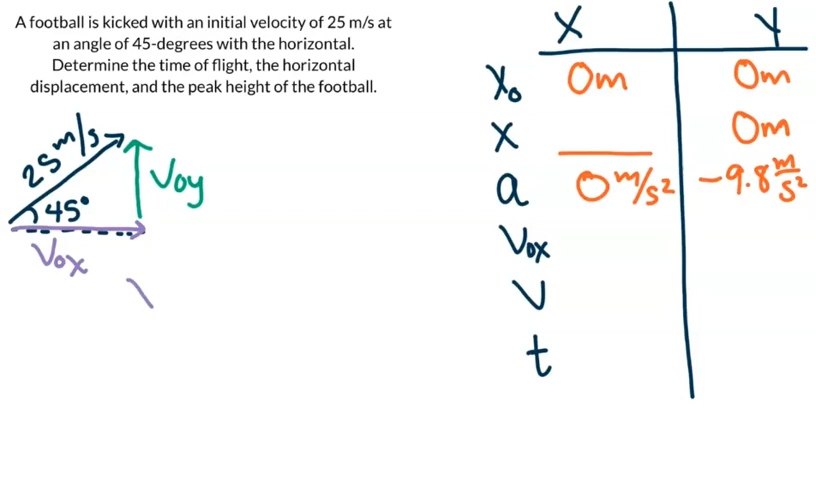 A football is kicked with an initial velocity of 25 m/s at
an angle of 45-degrees with the horizontal.
Determine the time of flight, the horizontal
displacement, and the peak height of the football.
X Y
X₀ 0m 0m
X 0m
a 0 m/s² -9.8 m/s²
Vox
V
t
25 m/s
Voy
45°
Vox